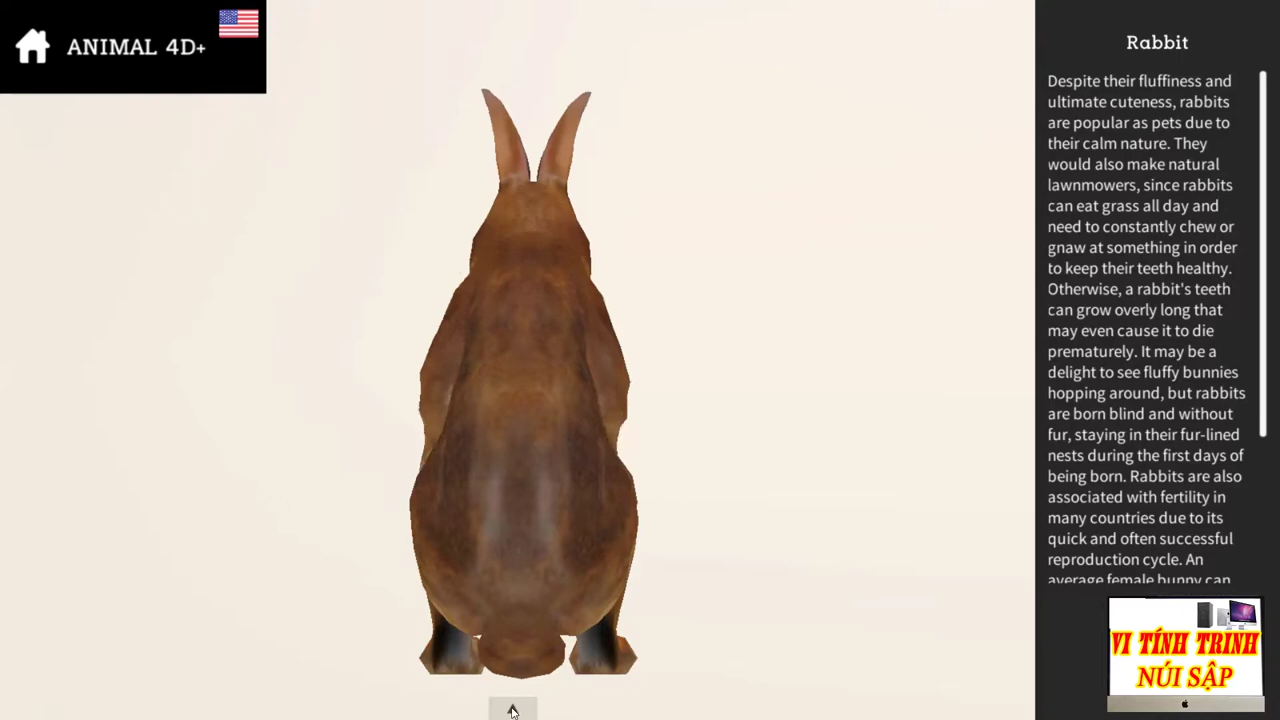 ANIMAL 4D+
Rabbit
Despite their fluffiness and
ultimate cuteness, rabbits
are popular as pets due to
their calm nature. They
would also make natural
lawnmowers, since rabbits
can eat grass all day and
need to constantly chew or
gnaw at something in order
to keep their teeth healthy.
Otherwise, a rabbit's teeth
can grow overly long that
may even cause it to die
prematurely. It may be a
delight to see fluffy bunnies
hopping around, but rabbits
are born blind and without
fur, staying in their fur-lined
nests during the first days of
being born. Rabbits are also
associated with fertility in
many countries due to its
quick and often successful
reproduction cycle. An
average female bunny can
VI TÍNH TRINH
NÚI SẬP